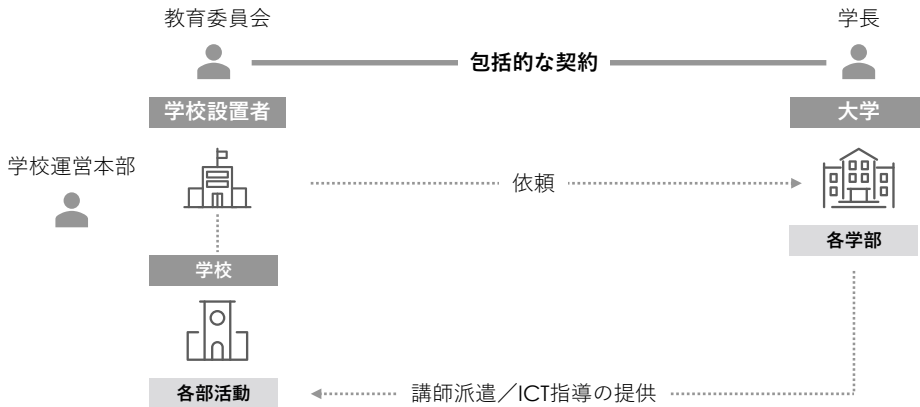 教育委員会
学長
包括的な契約
学校設置者
大学
学校運営本部
依頼
各学部
学校
各部活動
講師派遣／ICT指導の提供